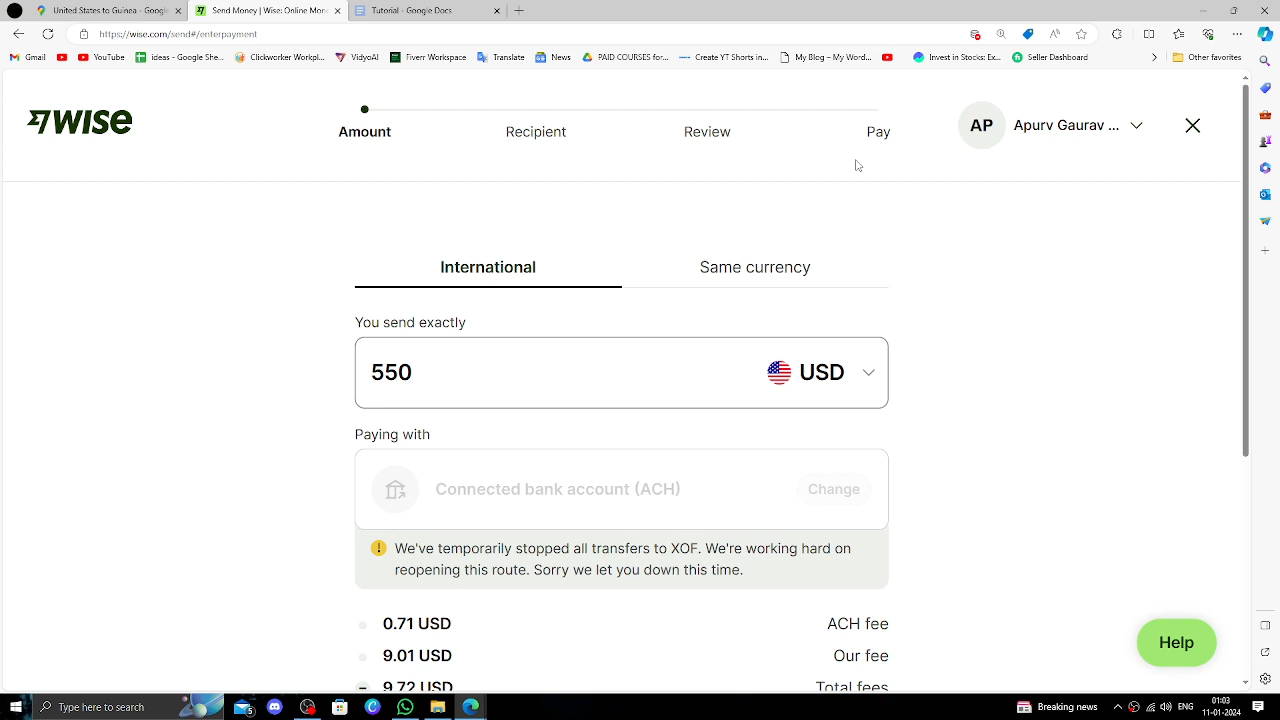 United States to Guinea - Google
Send Money | Wise: Online Mon
Tutorial - Google Docs
https://wise.com/send#/enterpayment
Gmail
YouTube
ideas - Google She...
Clickworker Workpl...
VidyoAI
Fiverr Workspace
Translate
News
PAID COURSES for...
Create YT Shorts in...
My Blog – My Word...
Invest in Stocks: Ex...
Seller Dashboard
Other favorites
WISE
Amount
Recipient
Review
Pay
AP
Apurv Gaurav ...
International
Same currency
You send exactly
550
USD
Paying with
Connected bank account (ACH)
Change
We've temporarily stopped all transfers to XOF. We're working hard on
reopening this route. Sorry we let you down this time.
0.71 USD
ACH fee
9.01 USD
Our fee
9.72 USD
Total fees
Help
Type here to search
Breaking news
ENG
01:03
11-01-2024